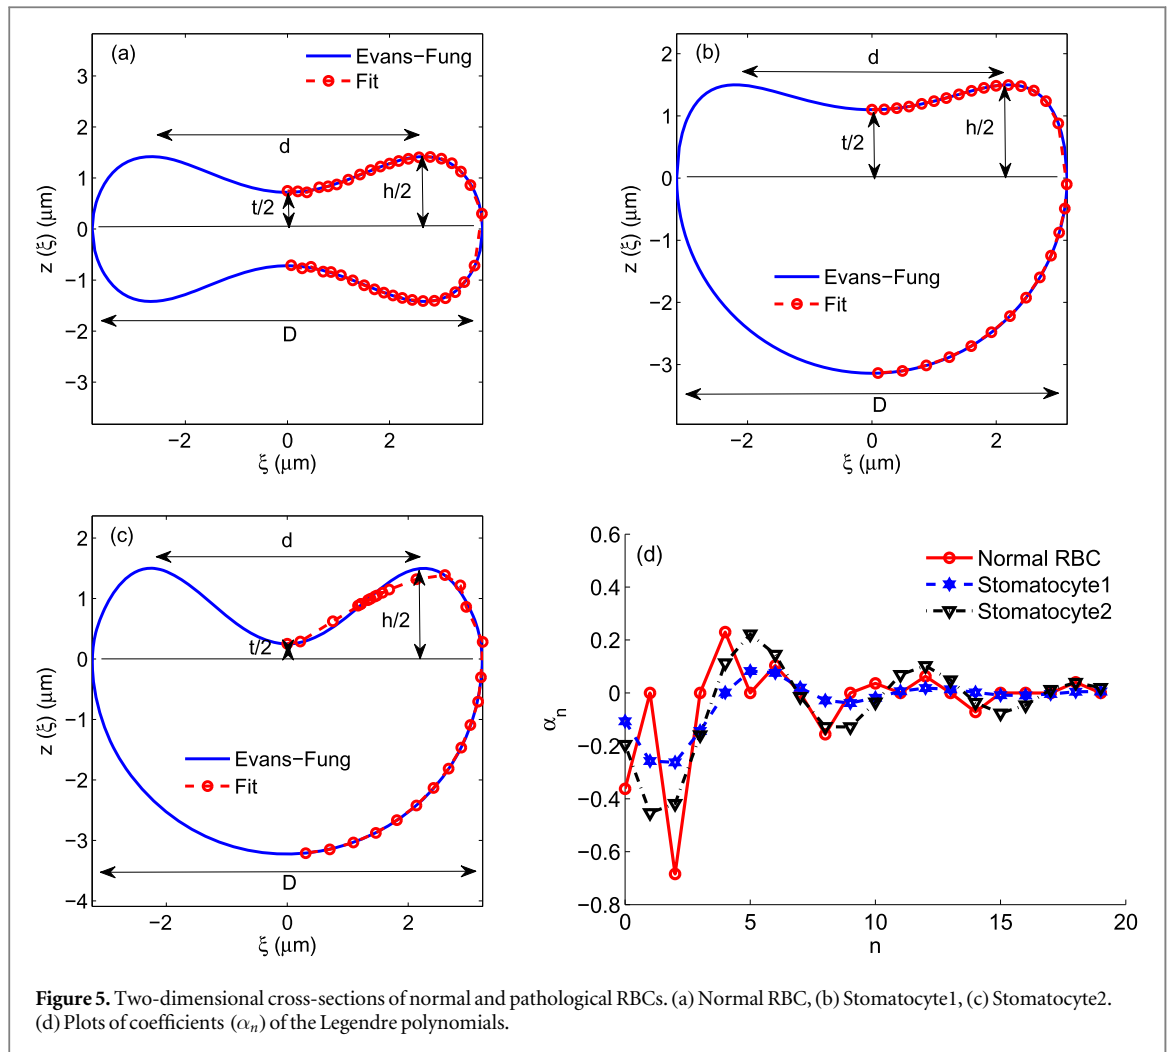 (a)
Evans−Fung
Fit
d
t/2
h/2
D
3
2
1
0
−1
−2
−3
z (ξ) (μm)
−2 0 2
ξ (μm)
(b)
d
t/2
h/2
Evans−Fung
Fit
D
2
1
0
−1
−2
−3
z (ξ) (μm)
−2 0 2
ξ (μm)
(c)
d
t/2
h/2
Evans−Fung
Fit
D
2
1
0
−1
−2
−3
−4
z (ξ) (μm)
−2 0 2
ξ (μm)
(d)
Normal RBC
Stomatocyte1
Stomatocyte2
0.6
0.4
0.2
0
−0.2
−0.4
−0.6
−0.8
αn
0 5 10 15 20
n
Figure 5. Two-dimensional cross-sections of normal and pathological RBCs. (a) Normal RBC, (b) Stomatocyte1, (c) Stomatocyte2.
(d) Plots of coefficients (αn) of the Legendre polynomials.